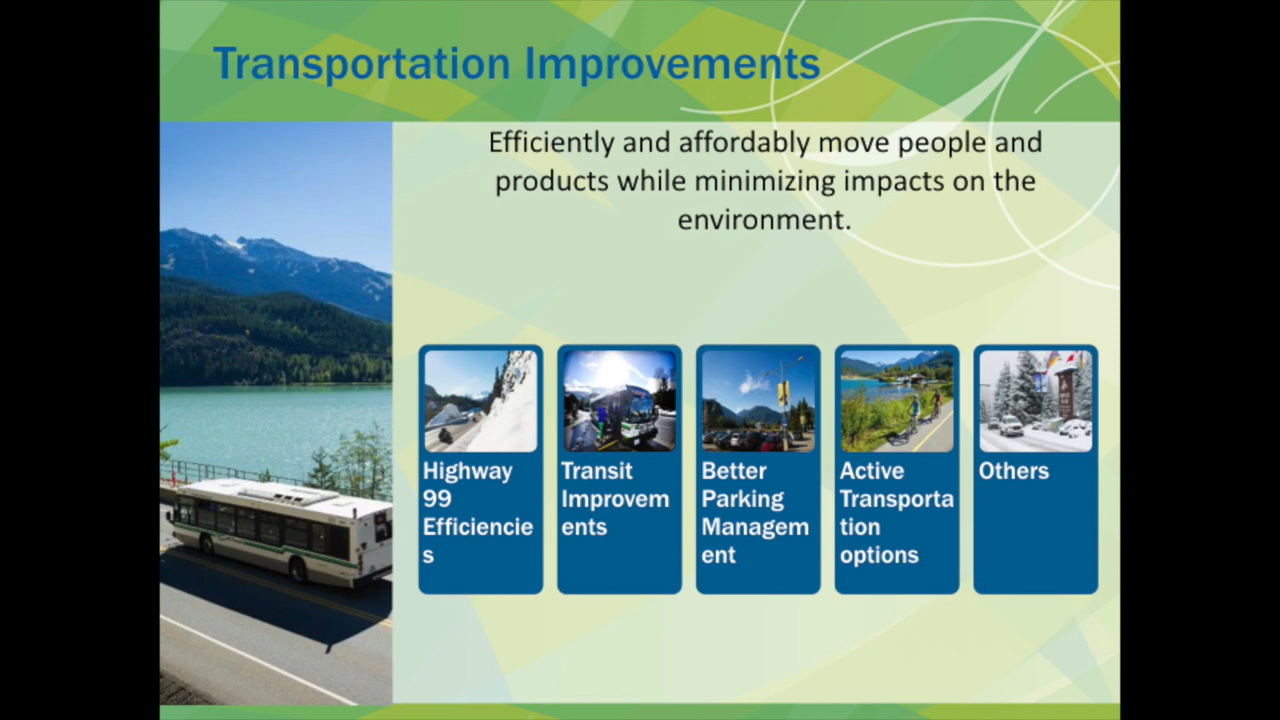 Transportation Improvements
Efficiently and affordably move people and
products while minimizing impacts on the
environment.
Highway
99
Efficiencie
s
Transit
Improvem
ents
Better
Parking
Managem
ent
Active
Transporta
tion
options
Others